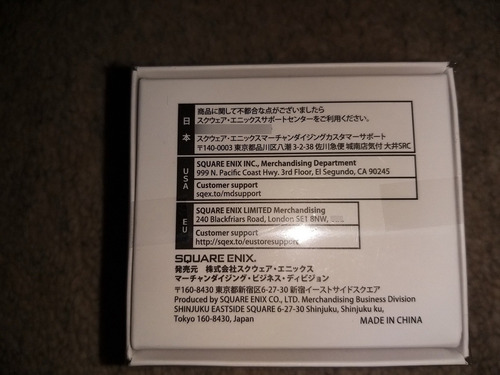 日本
商品に関して不都合な点がございましたら
スクウェア・エニックスサポートセンターをご利用ください。
スクウェア・エニックスマーチャンダイジングカスタマーサポート
〒140-0003 東京都品川区八潮 3-2-38 佐川急便 城南店気付 大井SRC
USA
SQUARE ENIX INC., Merchandising Department
999 N. Pacific Coast Hwy. 3rd Floor, El Segundo, CA 90245
Customer support
sqex.to/mdsupport
EU
SQUARE ENIX LIMITED Merchandising
240 Blackfriars Road, London SE1 8NW,
Customer support
http://sqex.to/eustoresupport
SQUARE ENIX.
発売元 株式会社スクウェア・エニックス
マーチャンダイジング・ビジネス・ディビジョン
〒160-8430 東京都新宿区6-27-30 新宿イーストサイドスクエア
Produced by SQUARE ENIX CO., LTD. Merchandising Business Division
SHINJUKU EASTSIDE SQUARE 6-27-30 Shinjuku, Shinjuku ku,
Tokyo 160-8430, Japan
MADE IN CHINA